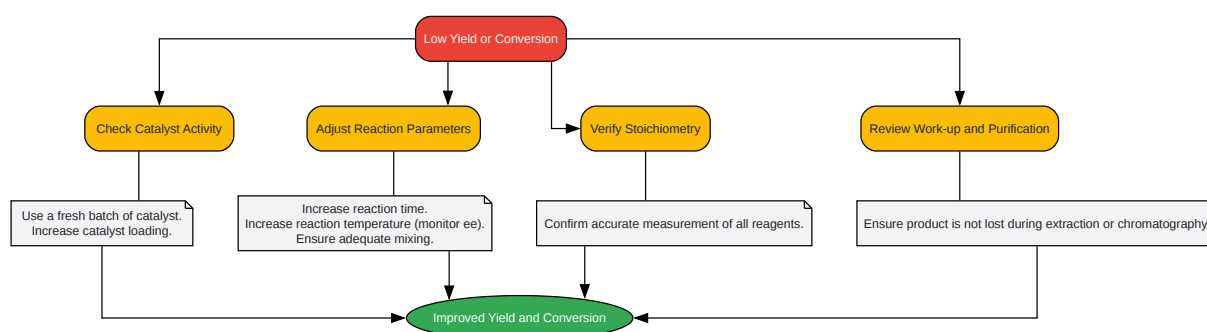 Low Yield or Conversion
Check Catalyst Activity
Adjust Reaction Parameters
Verify Stoichiometry
Review Work-up and Purification
Use a fresh batch of catalyst.
Increase catalyst loading.
Increase reaction time.
Increase reaction temperature (monitor ee).
Ensure adequate mixing.
Confirm accurate measurement of all reagents.
Ensure product is not lost during extraction or chromatography
Improved Yield and Conversion